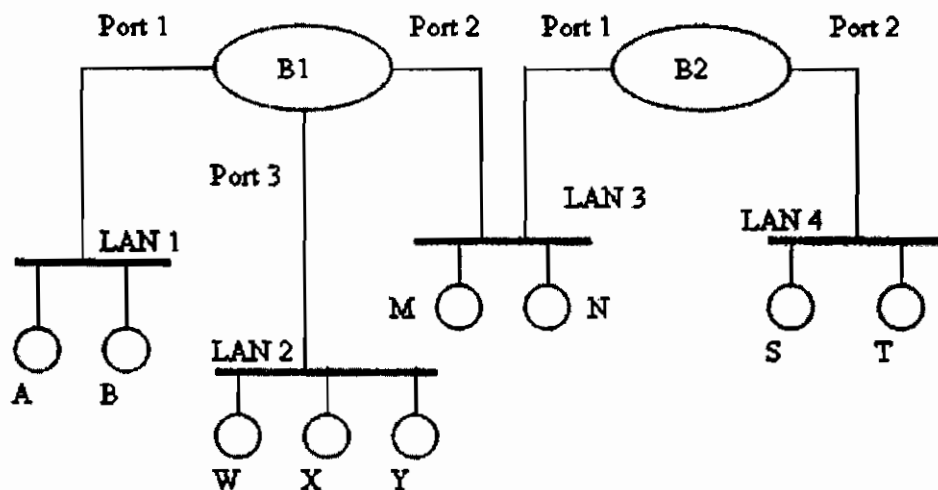 Port 1
B1
Port 2
Port 1
B2
Port 2
Port 3
LAN 3
LAN 1
LAN 4
M
N
S
T
LAN 2
A
B
W
X
Y